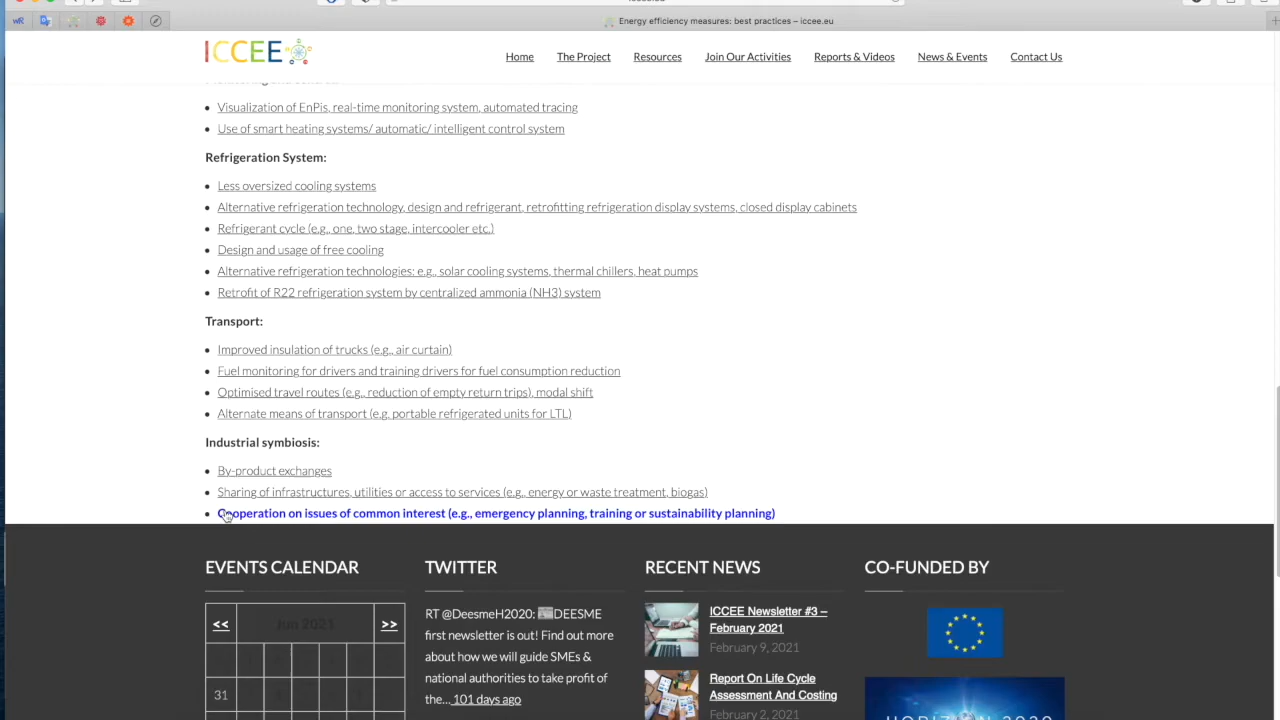 wR
Energy efficiency measures: best practices – iccee.eu
ICCEE
Home
The Project
Resources
Join Our Activities
Reports & Videos
News & Events
Contact Us
Visualization of EnPis, real-time monitoring system, automated tracing
Use of smart heating systems/ automatic/ intelligent control system
Refrigeration System:
Less oversized cooling systems
Alternative refrigeration technology, design and refrigerant, retrofitting refrigeration display systems, closed display cabinets
Refrigerant cycle (e.g., one, two stage, intercooler etc.)
Design and usage of free cooling
Alternative refrigeration technologies: e.g., solar cooling systems, thermal chillers, heat pumps
Retrofit of R22 refrigeration system by centralized ammonia (NH3) system
Transport:
Improved insulation of trucks (e.g., air curtain)
Fuel monitoring for drivers and training drivers for fuel consumption reduction
Optimised travel routes (e.g., reduction of empty return trips), modal shift
Alternate means of transport (e.g. portable refrigerated units for LTL)
Industrial symbiosis:
By-product exchanges
Sharing of infrastructures, utilities or access to services (e.g., energy or waste treatment, biogas)
Cooperation on issues of common interest (e.g., emergency planning, training or sustainability planning)
EVENTS CALENDAR
<<
Jun 2021
>>
31
TWITTER
RT @DeesmeH2020: DEESME
first newsletter is out! Find out more
about how we will guide SMEs &
national authorities to take profit of
the... 101 days ago
RECENT NEWS
ICCEE Newsletter #3 –
February 2021
February 9, 2021
Report On Life Cycle
Assessment And Costing
February 2, 2021
CO-FUNDED BY
HORIZON 2020